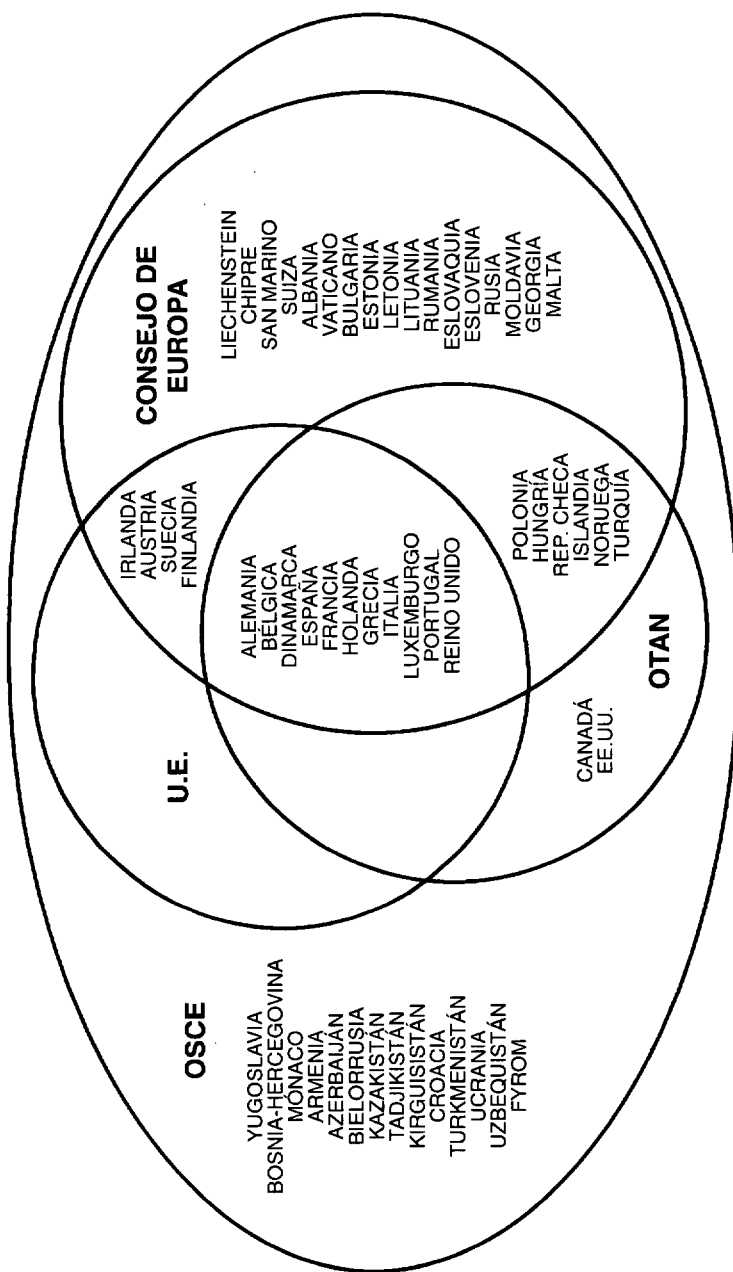 OSCE
YUGOSLAVIA
BOSNIA-HERCEGOVINA
MÓNACO
ARMENIA
AZERBAIJÁN
BIELORRUSIA
KAZAKISTÁN
TADJIKISTÁN
KIRGUISISTÁN
CROACIA
TURKMENISTÁN
UCRANIA
UZBEQUISTÁN
FYROM
U.E.
IRLANDA
AUSTRIA
SUECIA
FINLANDIA
ALEMANIA
BÉLGICA
DINAMARCA
ESPAÑA
FRANCIA
HOLANDA
GRECIA
ITALIA
LUXEMBURGO
PORTUGAL
REINO UNIDO
CANADÁ
EE.UU.
OTAN
POLONIA
HUNGRÍA
REP. CHECA
ISLANDIA
NORUEGA
TURQUÍA
CONSEJO DE
EUROPA
LIECHENSTEIN
CHIPRE
SAN MARINO
SUIZA
ALBANIA
VATICANO
BULGARIA
ESTONIA
LETONIA
LITUANIA
RUMANIA
ESLOVAQUIA
ESLOVENIA
RUSIA
MOLDAVIA
GEORGIA
MALTA